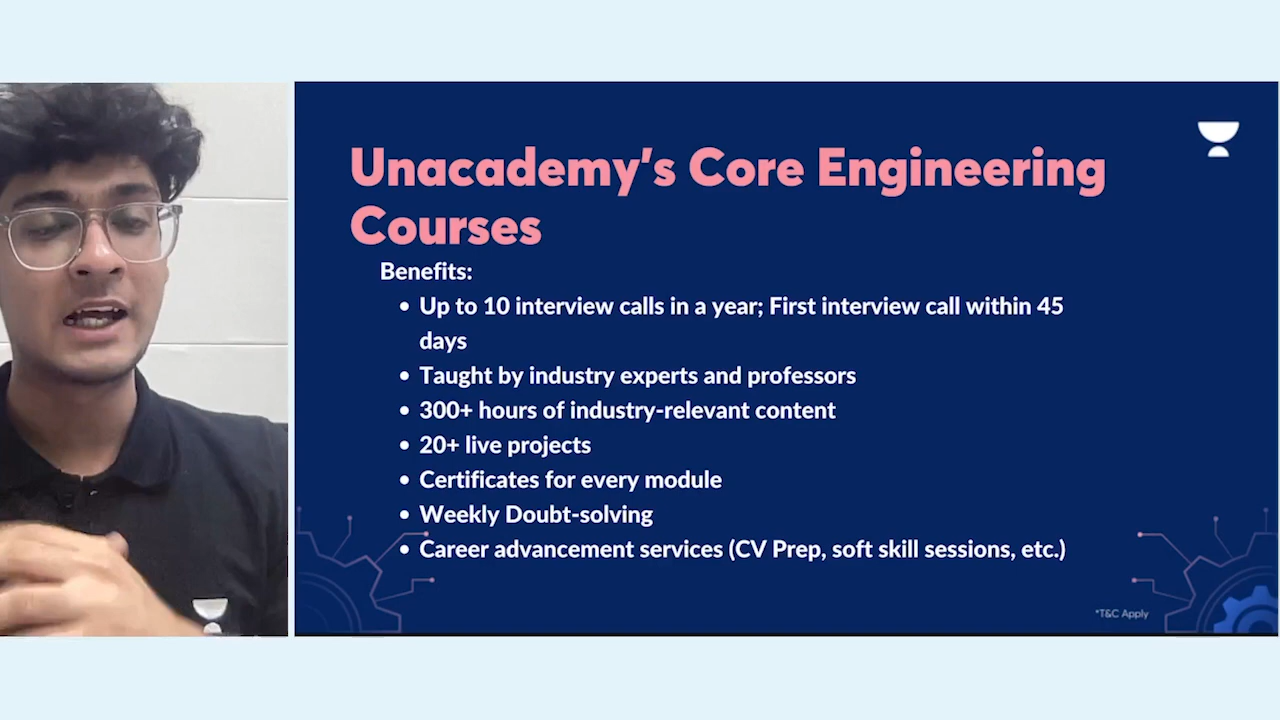 Unacademy's Core Engineering
Courses
Benefits:
• Up to 10 interview calls in a year; First interview call within 45
days
• Taught by industry experts and professors
• 300+ hours of industry-relevant content
• 20+ live projects
• Certificates for every module
• Weekly Doubt-solving
• Career advancement services (CV Prep, soft skill sessions, etc.)
*T&C Apply